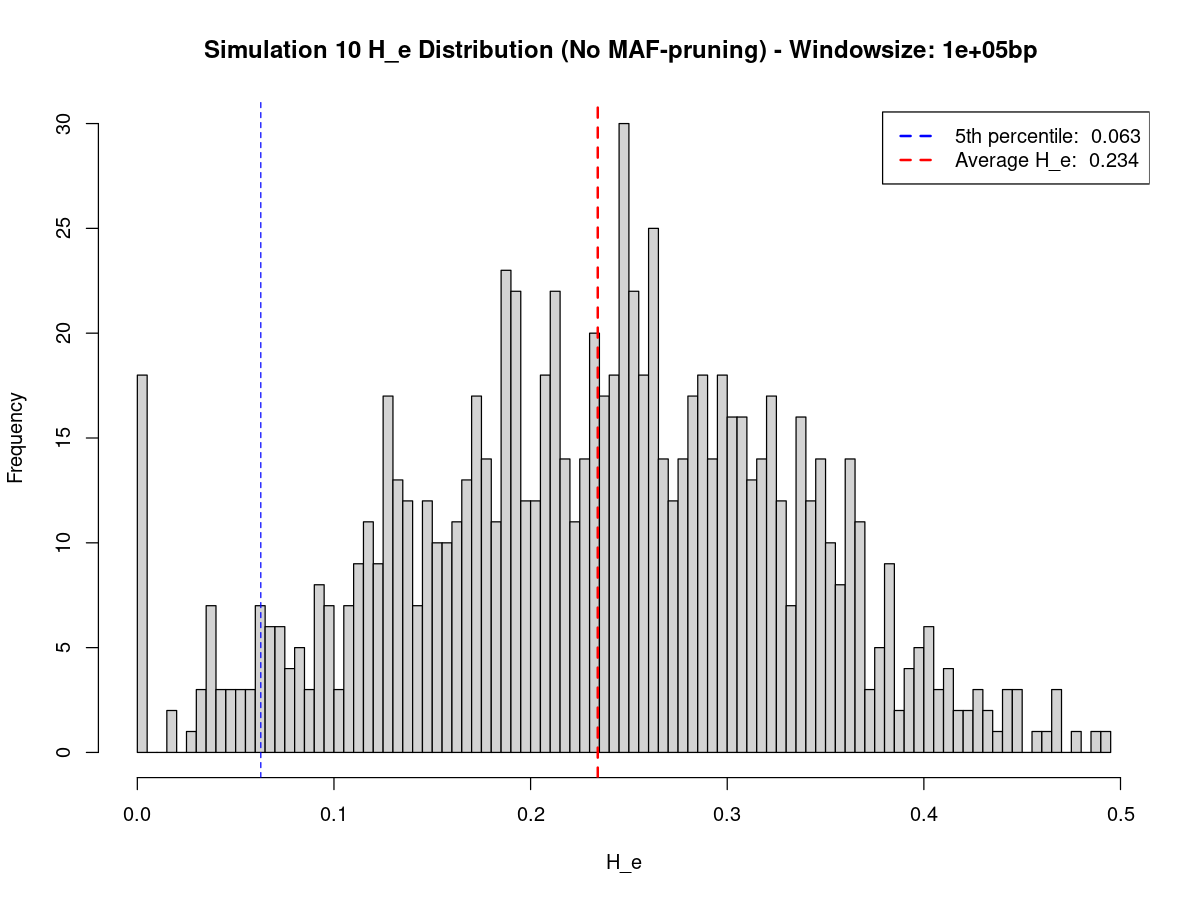 Simulation 10 H_e Distribution (No MAF-pruning) - Windowsize: 1e+05bp
5th percentile: 0.063
Average H_e: 0.234
Frequency
30
25
20
15
10
5
0
0.0 0.1 0.2 0.3 0.4 0.5
H_e